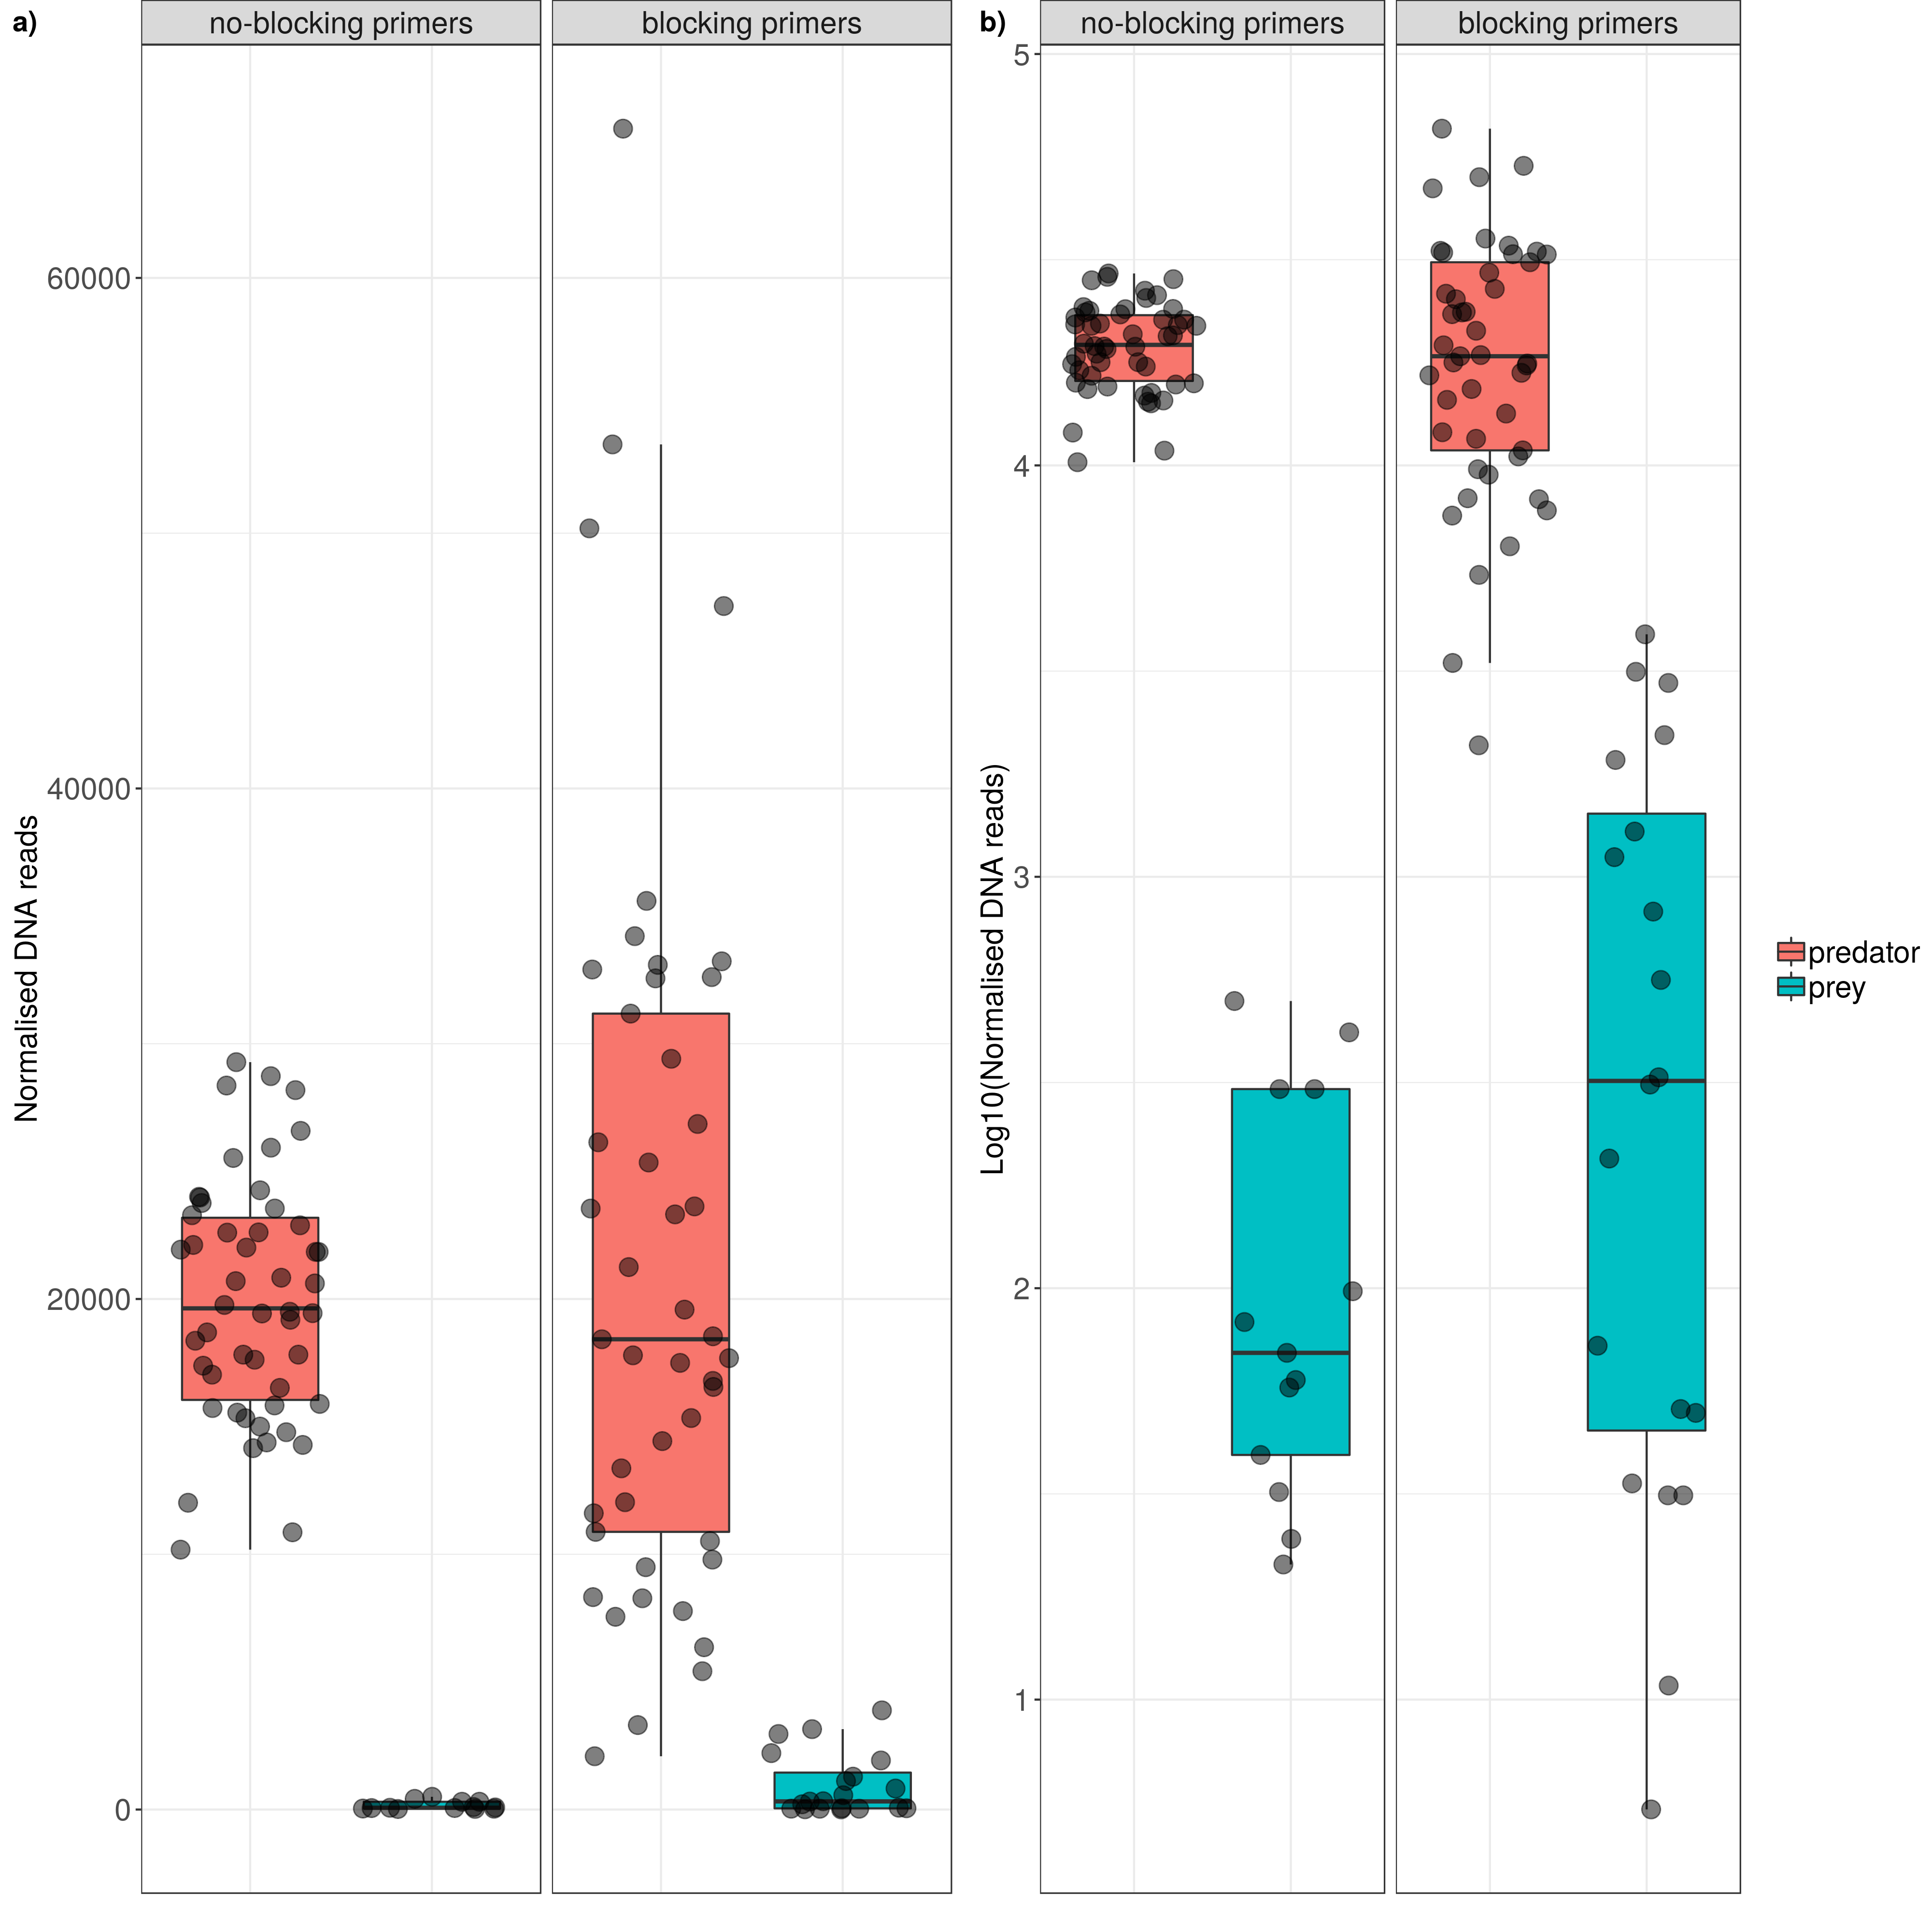 a)
no-blocking primers
blocking primers
Normalised DNA reads
60000
40000
20000
0
b)
no-blocking primers
blocking primers
Log10(Normalised DNA reads)
5
4
3
2
1
predator
prey